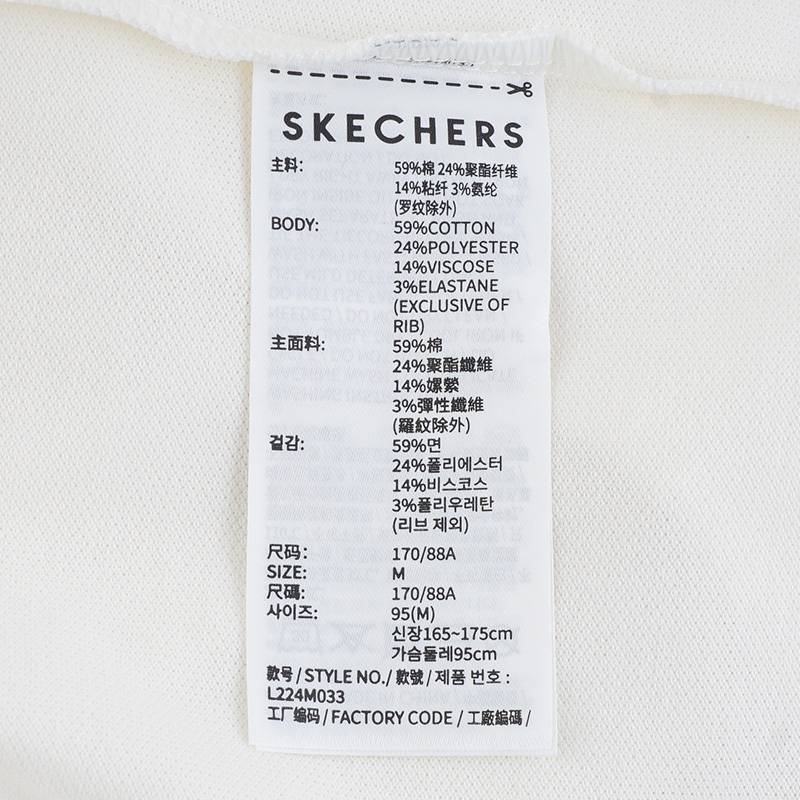 SKECHERS
主料: 59%棉 24%聚酯纤维
14%粘纤 3%氨纶
(罗纹除外)
BODY: 59%COTTON
24%POLYESTER
14%VISCOSE
3%ELASTANE
(EXCLUSIVE OF
RIB)
主面料: 59%棉
24%聚酯纖維
14%嫘縈
3%彈性纖維
(羅紋除外)
겉감: 59%면
24%폴리에스터
14%비스코스
3%폴리우레탄
(리브 제외)
尺码: 170/88A
SIZE: M
尺碼: 170/88A
사이즈: 95(M)
신장165~175cm
가슴둘레95cm
款号 / STYLE NO./ 款號 / 제품 번호 :
L224M033
工厂编码 / FACTORY CODE / 工廠編碼 /